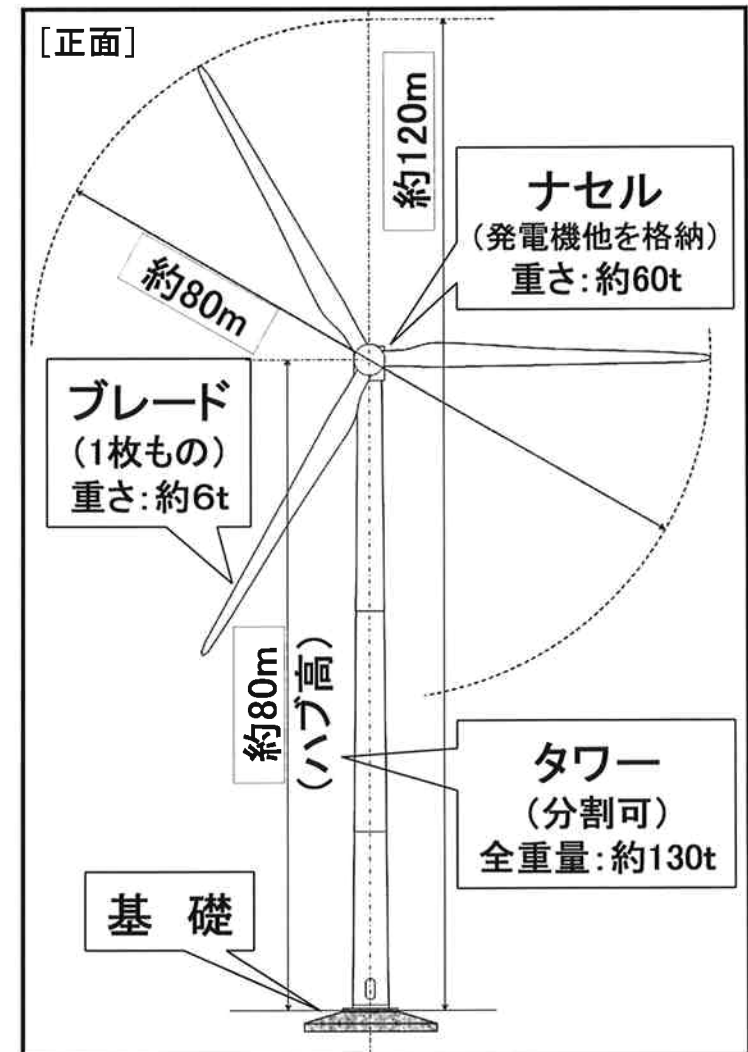 [正面]
約120m
ナセル
(発電機他を格納)
重さ:約60t
約80m
ブレード
(1枚もの)
重さ:約6t
約80m
(ハブ高)
タワー
(分割可)
全重量:約130t
基 礎